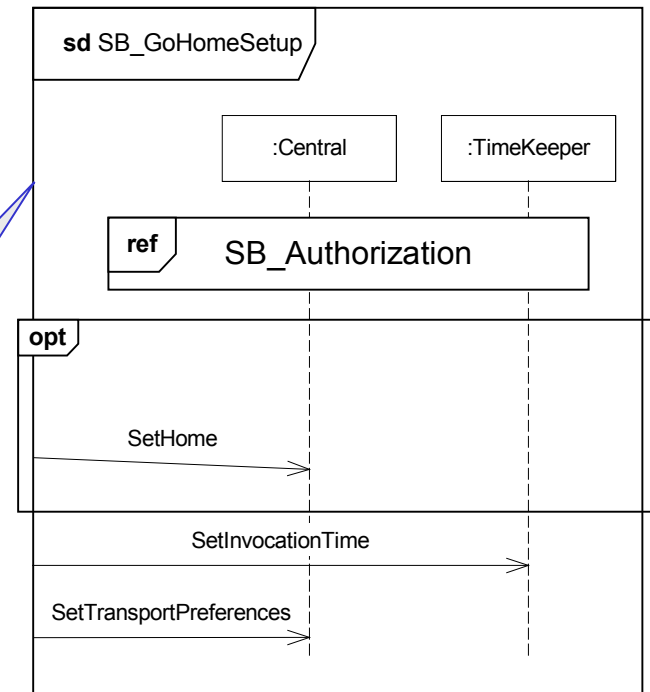 sd SB_GoHomeSetup
:Central
:TimeKeeper
ref
SB_Authorization
opt
SetHome
SetInvocationTime
SetTransportPreferences